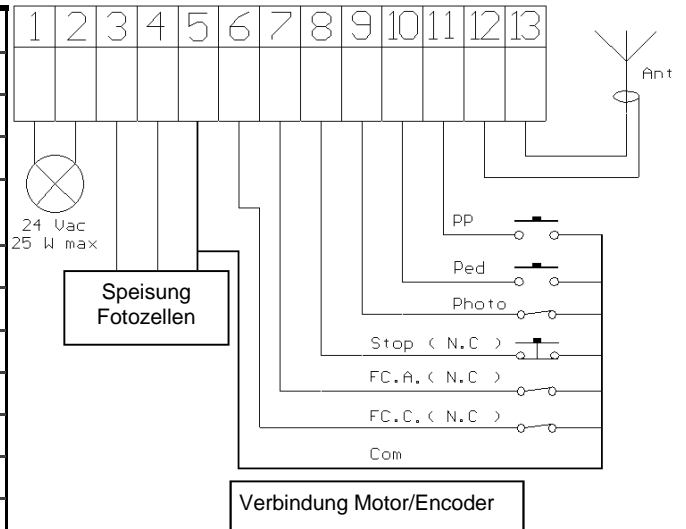 1 2 3 4 5 6 7 8 9 10 11 12 13
Ant
24 Vac
25 W max
Speisung
Fotozellen
PP
Ped
Photo
Stop ( N.C )
FC.A. ( N.C )
FC.C. ( N.C )
Com
Verbindung Motor/Encoder